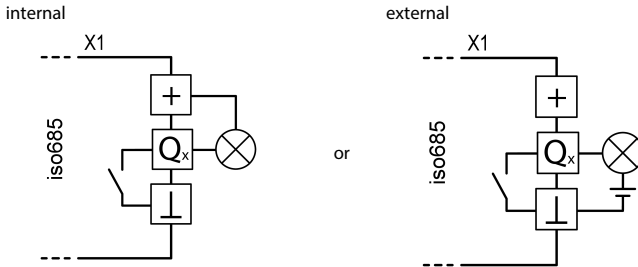 internal
external
X1
X1
+
+
Qx
Qx
iso685
iso685
or